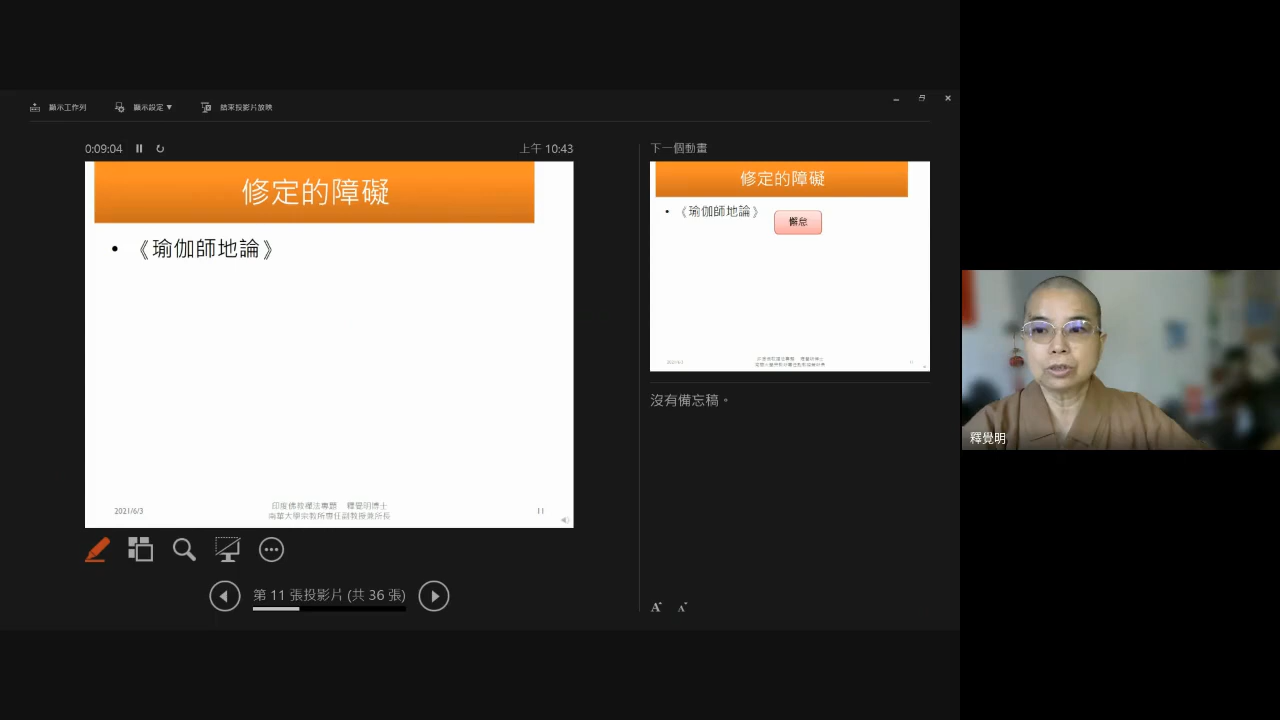 顯示工作列
顯示設定 ▼
結束投影片放映
0:09:04
上午 10:43
修定的障礙
• 《瑜伽師地論》
2021/6/3
印度佛教禪法專題 釋覺明博士
南華大學宗教所專任副教授兼所長
11
第 11 張投影片 (共 36 張)
下一個動畫
修定的障礙
• 《瑜伽師地論》
懈怠
沒有備忘稿。
A
A
釋覺明